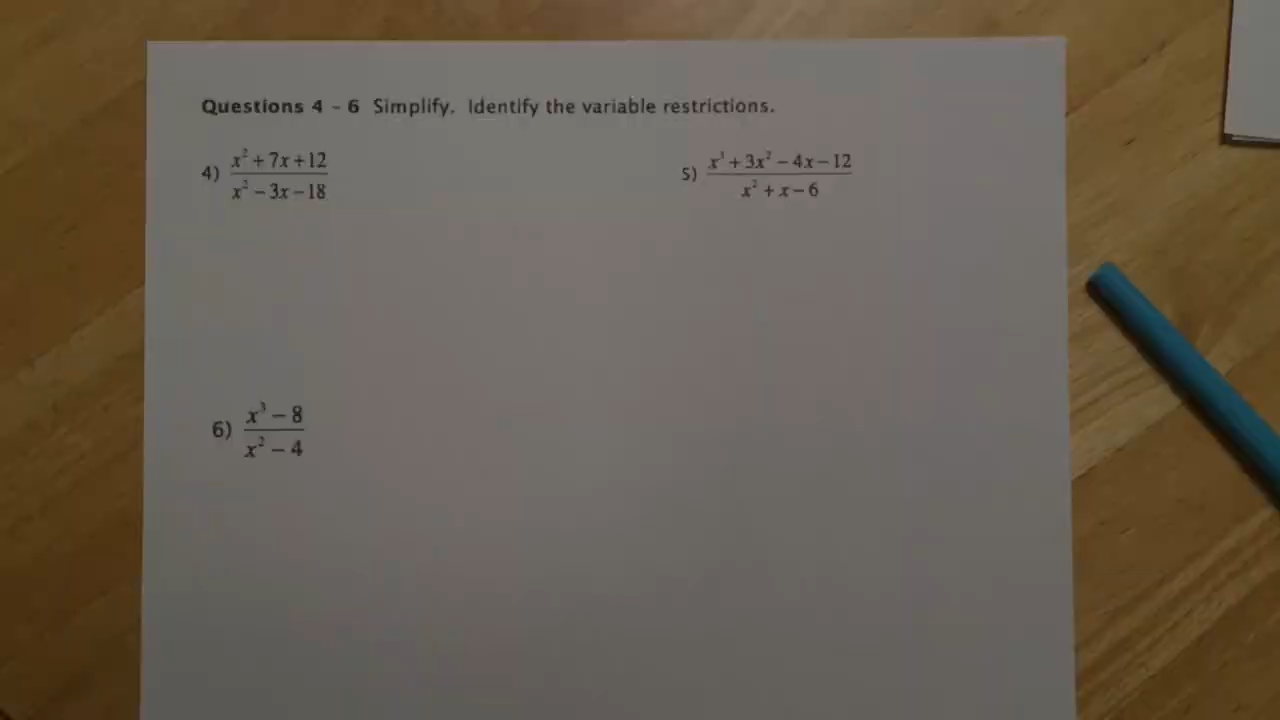 Questions 4 - 6 Simplify. Identify the variable restrictions.
4) (x² + 7x + 12) / (x² - 3x - 18)
5) (x³ + 3x² - 4x - 12) / (x² + x - 6)
6) (x³ - 8) / (x² - 4)